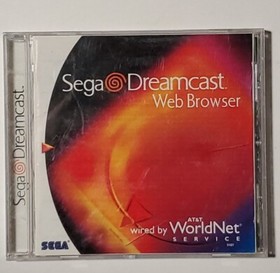 Sega Dreamcast
Sega Dreamcast
Web Browser
wired by AT&T WorldNet
SERVICE
SEGA